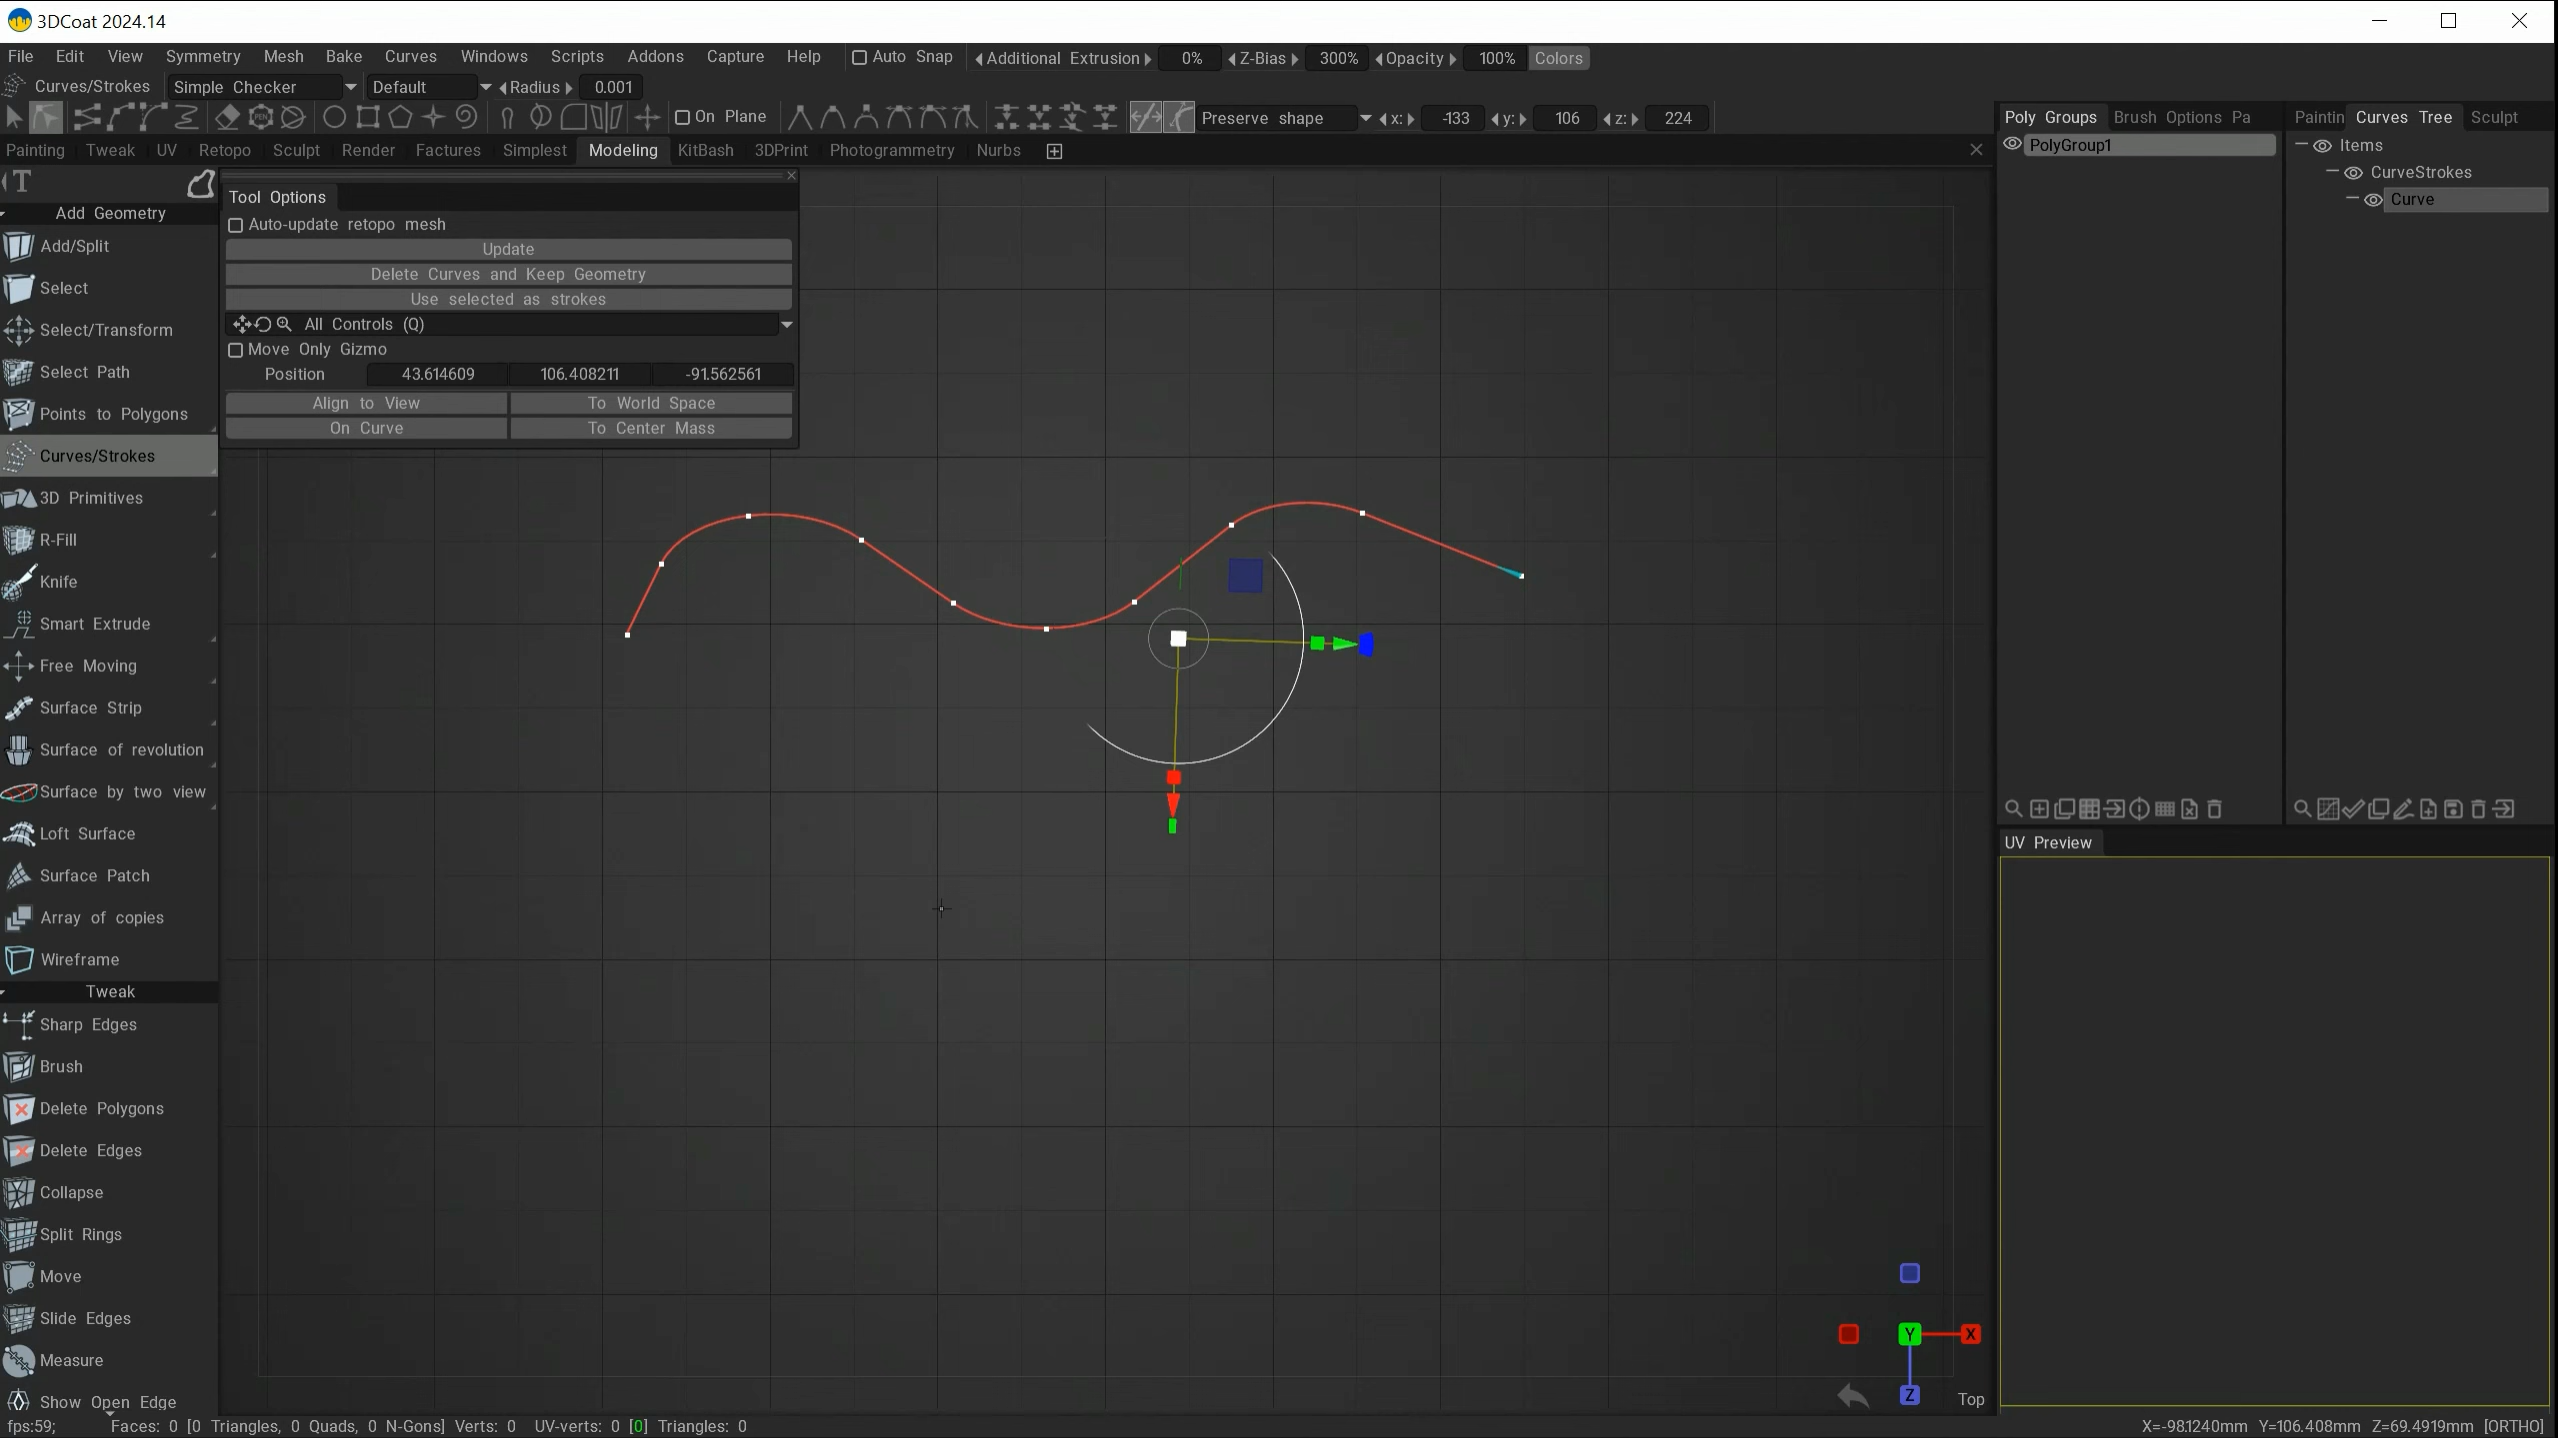 3DCoat 2024.14
File Edit View Symmetry Mesh Bake Curves Windows Scripts Addons Capture Help Auto Snap Additional Extrusion 0% Z-Bias 300% Opacity 100% Colors
Curves/Strokes Simple Checker Default Radius 0.001
On Plane Preserve shape x: -133 y: 106 z: 224
Painting Tweak UV Retopo Sculpt Render Factures Simplest Modeling KitBash 3DPrint Photogrammetry Nurbs
T
Add Geometry
Add/Split
Select
Select/Transform
Select Path
Points to Polygons
Curves/Strokes
3D Primitives
R-Fill
Knife
Smart Extrude
Free Moving
Surface Strip
Surface of revolution
Surface by two view
Loft Surface
Surface Patch
Array of copies
Wireframe
Tweak
Sharp Edges
Brush
Delete Polygons
Delete Edges
Collapse
Split Rings
Move
Slide Edges
Measure
Show Open Edge
Tool Options
Auto-update retopo mesh
Update
Delete Curves and Keep Geometry
Use selected as strokes
All Controls (Q)
Move Only Gizmo
Position 43.614609 106.408211 -91.562561
Align to View To World Space
On Curve To Center Mass
Poly Groups Brush Options Pa
PolyGroup1
Paintin Curves Tree Sculpt
Items
CurveStrokes
Curve
UV Preview
Y X
Z
Top
fps:59; Faces: 0 [0 Triangles, 0 Quads, 0 N-Gons] Verts: 0 UV-verts: 0 [0] Triangles: 0
X=-981240mm Y=106.408mm Z=69.4919mm [ORTHO]